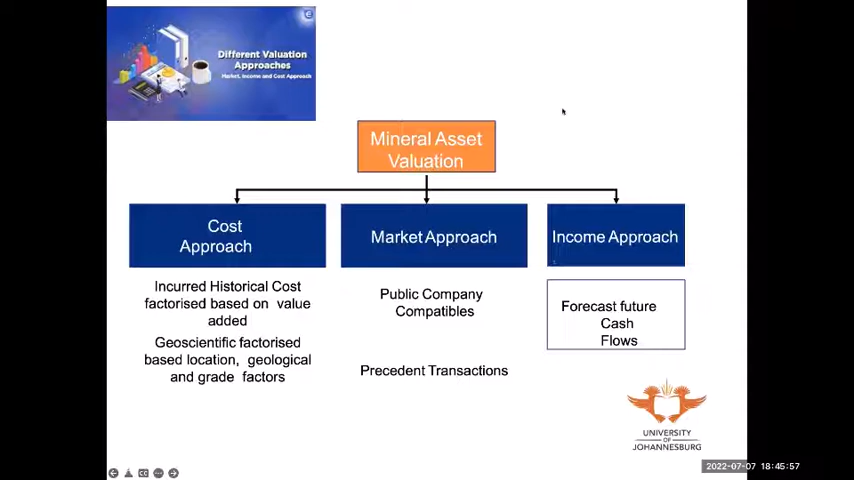 Different Valuation
Approaches
Market, Income and Cost Approach
Mineral Asset
Valuation
Cost
Approach
Market Approach
Income Approach
Incurred Historical Cost
factorised based on value
added
Geoscientific factorised
based location, geological
and grade factors
Public Company
Compatibles
Precedent Transactions
Forecast future
Cash
Flows
UNIVERSITY
OF
JOHANNESBURG
CC
2022-07-07 18:45:57